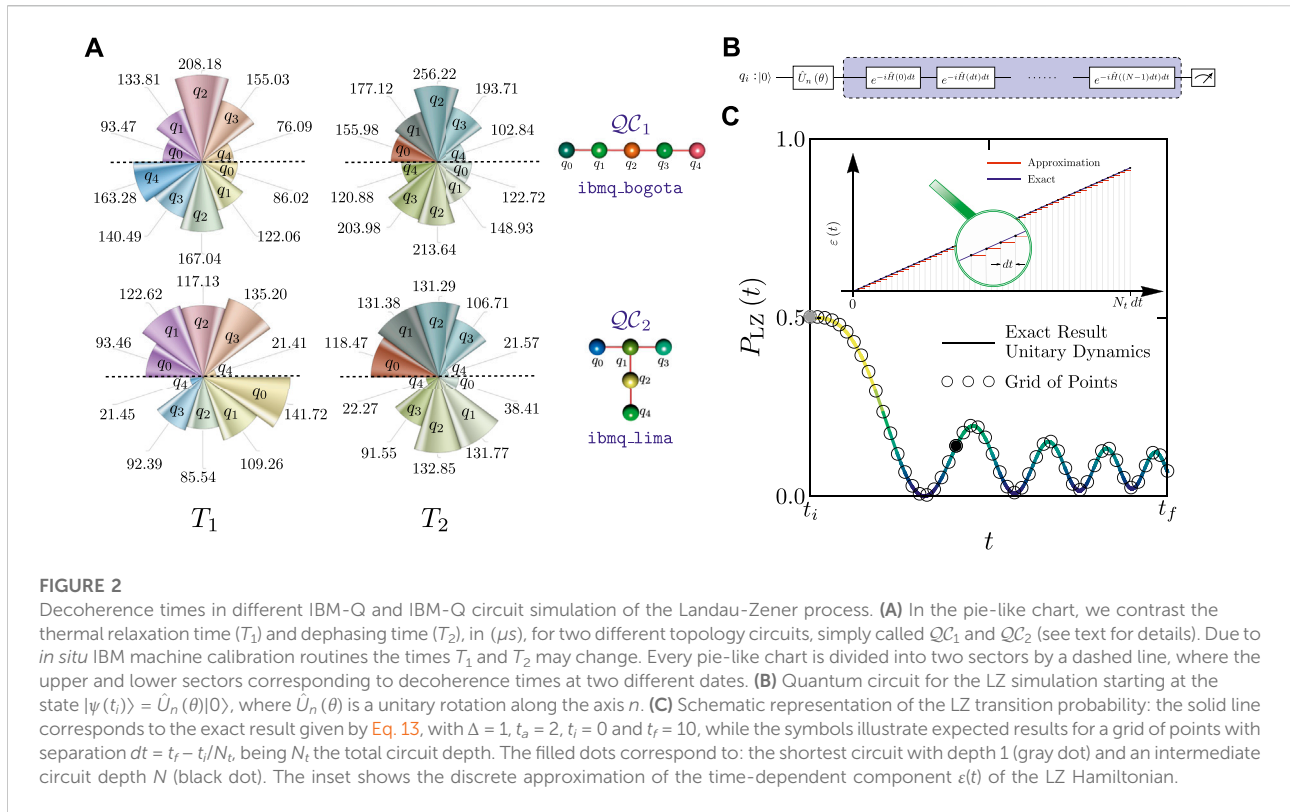 A
208.18
133.81
155.03
q2
q1
q3
93.47
76.09
q0
q4
q4
q0
q3
q1
q2
163.28
86.02
140.49
122.06
167.04
256.22
177.12
193.71
q2
q1
q3
155.98
102.84
q0
q4
q4
q0
q3
q1
q2
120.88
122.72
203.98
148.93
213.64
QC1
q0 q1 q2 q3 q4
ibmq_bogota
117.13
122.62
135.20
q1
q2
q3
93.46
21.41
q0
q4
q4
q0
q3
q2
q1
21.45
141.72
92.39
109.26
85.54
T1
131.29
131.38
106.71
q1
q2
q3
118.47
21.57
q0
q4
q4
q0
q3
q2
q1
22.27
38.41
91.55
131.77
132.85
T2
QC2
q0 q1 q3
q2
q4
ibmq_lima
B
qi : |0⟩ Ûn (θ) e^{-iĤ(0)dt} e^{-iĤ(dt)dt} ...... e^{-iĤ((N-1)dt)dt}
C
1.0
0.5
0.0
PLZ (t)
ti
tf
t
Approximation
Exact
ε (t)
dt
0
Nt dt
Exact Result
Unitary Dynamics
Grid of Points
FIGURE 2
Decoherence times in different IBM-Q and IBM-Q circuit simulation of the Landau-Zener process. (A) In the pie-like chart, we contrast the
thermal relaxation time (T1) and dephasing time (T2), in (μs), for two different topology circuits, simply called QC1 and QC2 (see text for details). Due to
in situ IBM machine calibration routines the times T1 and T2 may change. Every pie-like chart is divided into two sectors by a dashed line, where the
upper and lower sectors corresponding to decoherence times at two different dates. (B) Quantum circuit for the LZ simulation starting at the
state |ψ (ti)⟩ = Ûn (θ)|0⟩, where Ûn (θ) is a unitary rotation along the axis n. (C) Schematic representation of the LZ transition probability: the solid line
corresponds to the exact result given by Eq. 13, with Δ = 1, ta = 2, ti = 0 and tf = 10, while the symbols illustrate expected results for a grid of points with
separation dt = tf − ti/Nt, being Nt the total circuit depth. The filled dots correspond to: the shortest circuit with depth 1 (gray dot) and an intermediate
circuit depth N (black dot). The inset shows the discrete approximation of the time-dependent component ε(t) of the LZ Hamiltonian.